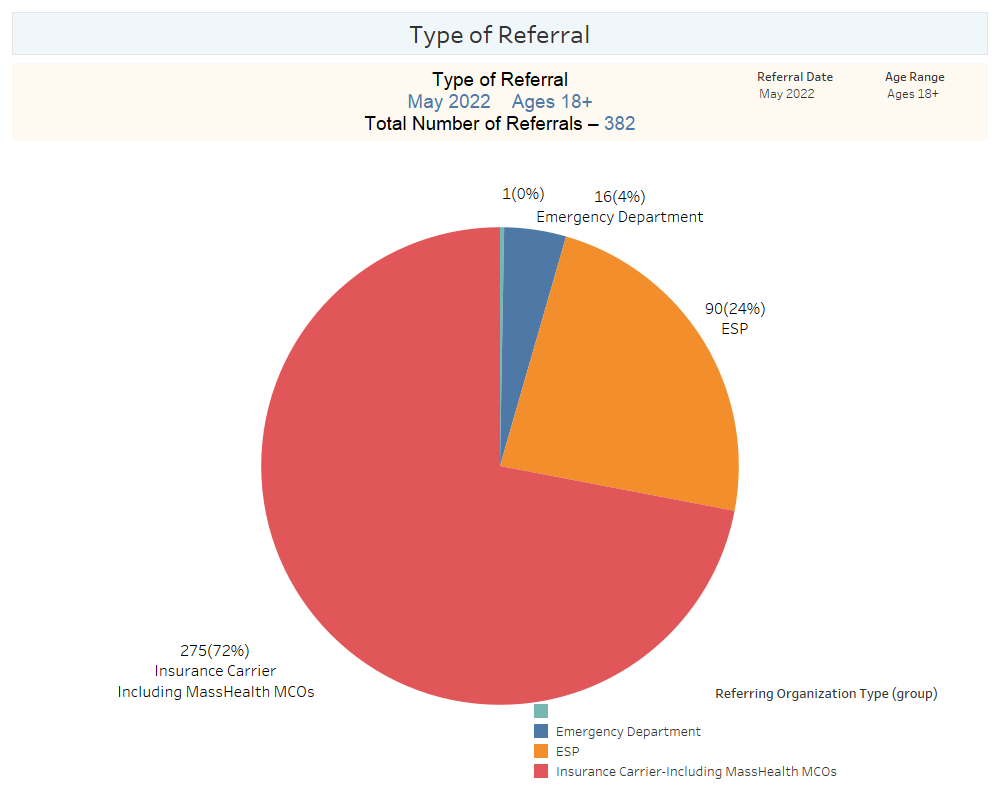 Type of Referral
Type of Referral
May 2022 Ages 18+
Total Number of Referrals – 382
Referral Date
May 2022
Age Range
Ages 18+
1(0%)
16(4%)
Emergency Department
90(24%)
ESP
275(72%)
Insurance Carrier
Including MassHealth MCOs
Referring Organization Type (group)
Emergency Department
ESP
Insurance Carrier-Including MassHealth MCOs